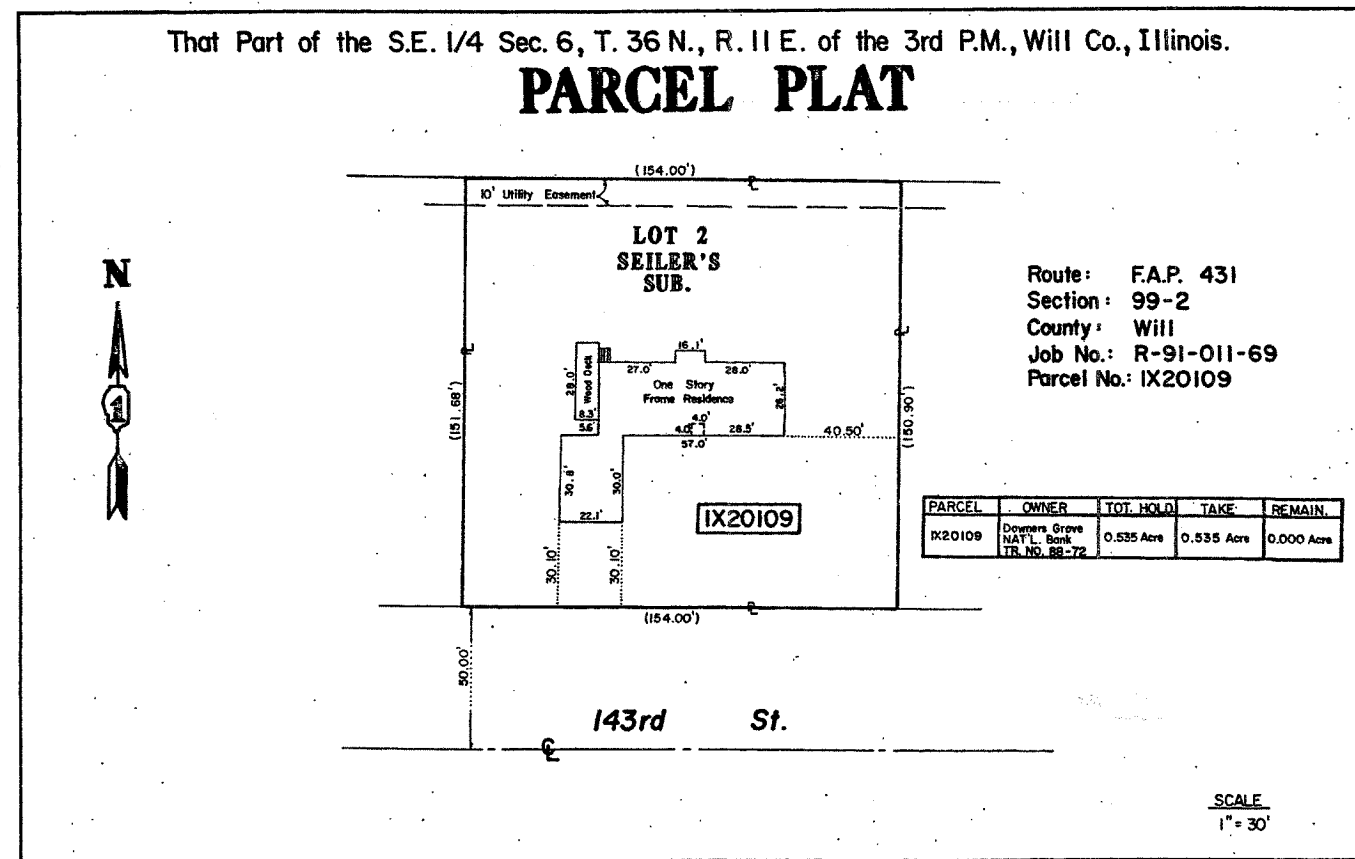 That Part of the S.E. 1/4 Sec. 6, T. 36 N., R. 11 E. of the 3rd P.M., Will Co., Illinois.
PARCEL PLAT
(154.00')
10' Utility Easement
LOT 2
SEILER'S
SUB.
N
Route: F.A.P. 431
Section: 99-2
County: Will
Job No.: R-91-011-69
Parcel No.: 1X20109
16.1'
27.0'
28.0'
28.0'
Wood Deck
One Story
Frame Residence
26.2'
8.3'
5.6'
4.0'
4.0'
28.5'
57.0'
40.50'
(151.68')
(150.90')
30.8'
30.0'
22.1'
1X20109
30.10'
30.10'
(154.00')
50.00'
143rd St.
PARCEL OWNER TOT. HOLD. TAKE REMAIN.
1X20109 Downers Grove NAT'L. Bank TR. NO. 88-72 0.535 Acre 0.535 Acre 0.000 Acre
SCALE
1" = 30'